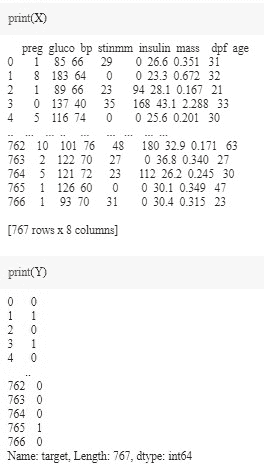 print(X)
preg gluco bp stinmm insulin mass dpf age
0 1 85 66 29 0 26.6 0.351 31
1 8 183 64 0 0 23.3 0.672 32
2 1 89 66 23 94 28.1 0.167 21
3 0 137 40 35 168 43.1 2.288 33
4 5 116 74 0 0 25.6 0.201 30
.. ... ... .. ... ... ... ... ...
762 10 101 76 48 180 32.9 0.171 63
763 2 122 70 27 0 36.8 0.340 27
764 5 121 72 23 112 26.2 0.245 30
765 1 126 60 0 0 30.1 0.349 47
766 1 93 70 31 0 30.4 0.315 23
[767 rows x 8 columns]
print(Y)
0 0
1 1
2 0
3 1
4 0
..
762 0
763 0
764 0
765 1
766 0
Name: target, Length: 767, dtype: int64